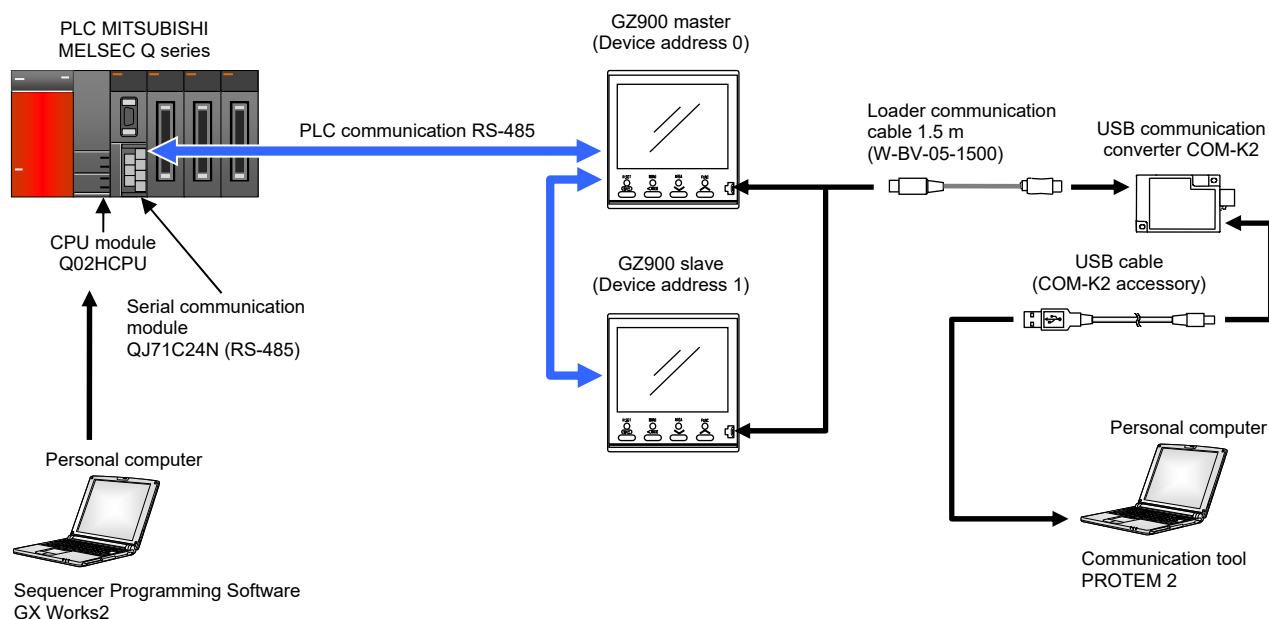 PLC MITSUBISHI
MELSEC Q series
GZ900 master
(Device address 0)
PLC communication RS-485
Loader communication
cable 1.5 m
(W-BV-05-1500)
USB communication
converter COM-K2
CPU module
Q02HCPU
GZ900 slave
(Device address 1)
USB cable
(COM-K2 accessory)
Serial communication
module
QJ71C24N (RS-485)
Personal computer
Personal computer
Sequencer Programming Software
GX Works2
Communication tool
PROTEM 2